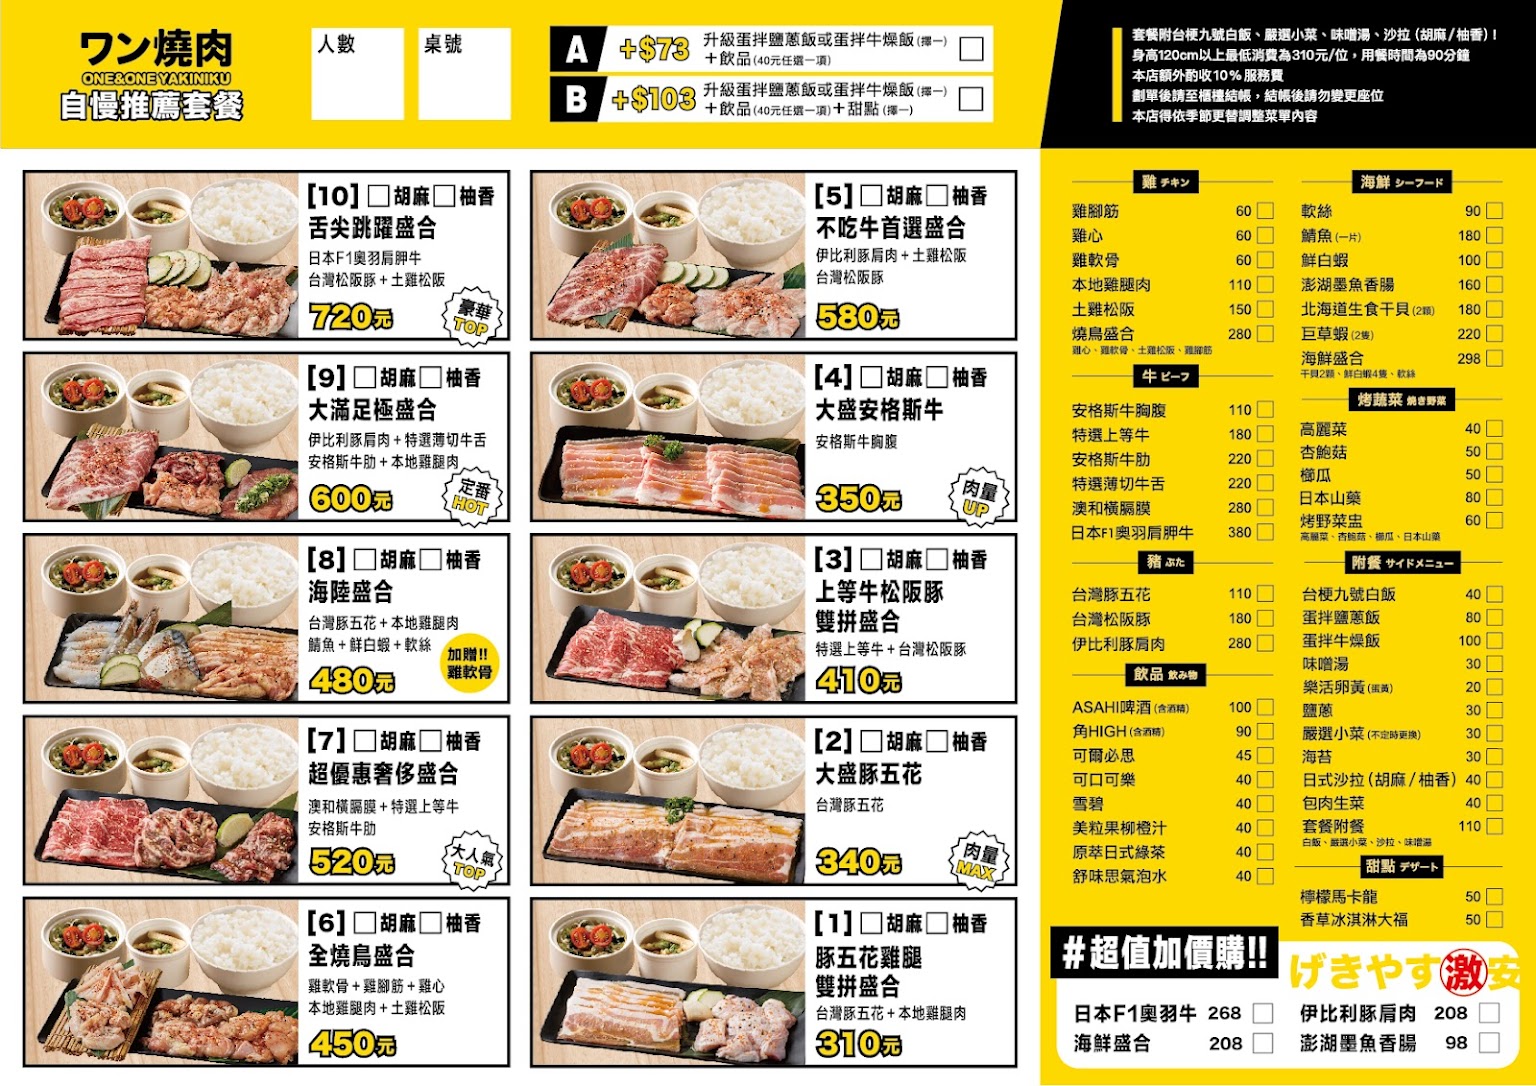 ワン燒肉
ONE&ONE YAKINIKU
自慢推薦套餐
人數
桌號
A +$73 升級蛋拌鹽蔥飯或蛋拌牛燥飯(擇一)
+飲品(40元任選一項)
B +$103 升級蛋拌鹽蔥飯或蛋拌牛燥飯(擇一)
+飲品(40元任選一項)+甜點(擇一)
套餐附台梗九號白飯、嚴選小菜、味噌湯、沙拉(胡麻/柚香)!
身高120cm以上最低消費為310元/位,用餐時間為90分鐘
本店額外酌收10%服務費
劃單後請至櫃檯結帳,結帳後請勿變更座位
本店得依季節更替調整菜單內容
[10]□胡麻□柚香
舌尖跳躍盛合
日本F1奧羽肩胛牛
台灣松阪豚+土雞松阪
720元
豪華
TOP
[9]□胡麻□柚香
大滿足極盛合
伊比利豚肩肉+特選薄切牛舌
安格斯牛肋+本地雞腿肉
600元
定番
HOT
[8]□胡麻□柚香
海陸盛合
台灣豚五花+本地雞腿肉
鯖魚+鮮白蝦+軟絲
480元
加贈!!
雞軟骨
[7]□胡麻□柚香
超優惠奢侈盛合
澳和橫膈膜+特選上等牛
安格斯牛肋
520元
大人氣
TOP
[6]□胡麻□柚香
全燒鳥盛合
雞軟骨+雞腳筋+雞心
本地雞腿肉+土雞松阪
450元
[5]□胡麻□柚香
不吃牛首選盛合
伊比利豚肩肉+土雞松阪
台灣松阪豚
580元
[4]□胡麻□柚香
大盛安格斯牛
安格斯牛胸腹
350元
肉量
UP
[3]□胡麻□柚香
上等牛松阪豚
雙拼盛合
特選上等牛+台灣松阪豚
410元
[2]□胡麻□柚香
大盛豚五花
台灣豚五花
340元
肉量
MAX
[1]□胡麻□柚香
豚五花雞腿
雙拼盛合
台灣豚五花+本地雞腿肉
310元
雞 チキン
雞腳筋 60
雞心 60
雞軟骨 60
本地雞腿肉 110
土雞松阪 150
燒鳥盛合 280
雞心、雞軟骨、土雞松阪、雞腳筋
牛 ビーフ
安格斯牛胸腹 110
特選上等牛 180
安格斯牛肋 220
特選薄切牛舌 220
澳和橫膈膜 280
日本F1奧羽肩胛牛 380
豬 ぶた
台灣豚五花 110
台灣松阪豚 180
伊比利豚肩肉 280
飲品 飲み物
ASAHI啤酒(含酒精) 100
角HIGH(含酒精) 90
可爾必思 45
可口可樂 40
雪碧 40
美粒果柳橙汁 40
原萃日式綠茶 40
舒味思氣泡水 40
海鮮 シーフード
軟絲 90
鯖魚(一片) 180
鮮白蝦 100
澎湖墨魚香腸 160
北海道生食干貝(2顆) 180
巨草蝦(2隻) 220
海鮮盛合 298
干貝2顆、鮮白蝦4隻、軟絲
烤蔬菜 焼き野菜
高麗菜 40
杏鮑菇 50
櫛瓜 50
日本山藥 80
烤野菜盅 60
高麗菜、杏鮑菇、櫛瓜、日本山藥
附餐 サイドメニュー
台梗九號白飯 40
蛋拌鹽蔥飯 80
蛋拌牛燥飯 100
味噌湯 30
樂活卵黃(蛋黃) 20
鹽蔥 30
嚴選小菜(不定時更換) 30
海苔 30
日式沙拉(胡麻/柚香) 40
包肉生菜 40
套餐附餐 110
白飯、嚴選小菜、沙拉、味噌湯
甜點 デザート
檸檬馬卡龍 50
香草冰淇淋大福 50
#超值加價購!!
げきやす激安
日本F1奧羽牛 268
伊比利豚肩肉 208
海鮮盛合 208
澎湖墨魚香腸 98